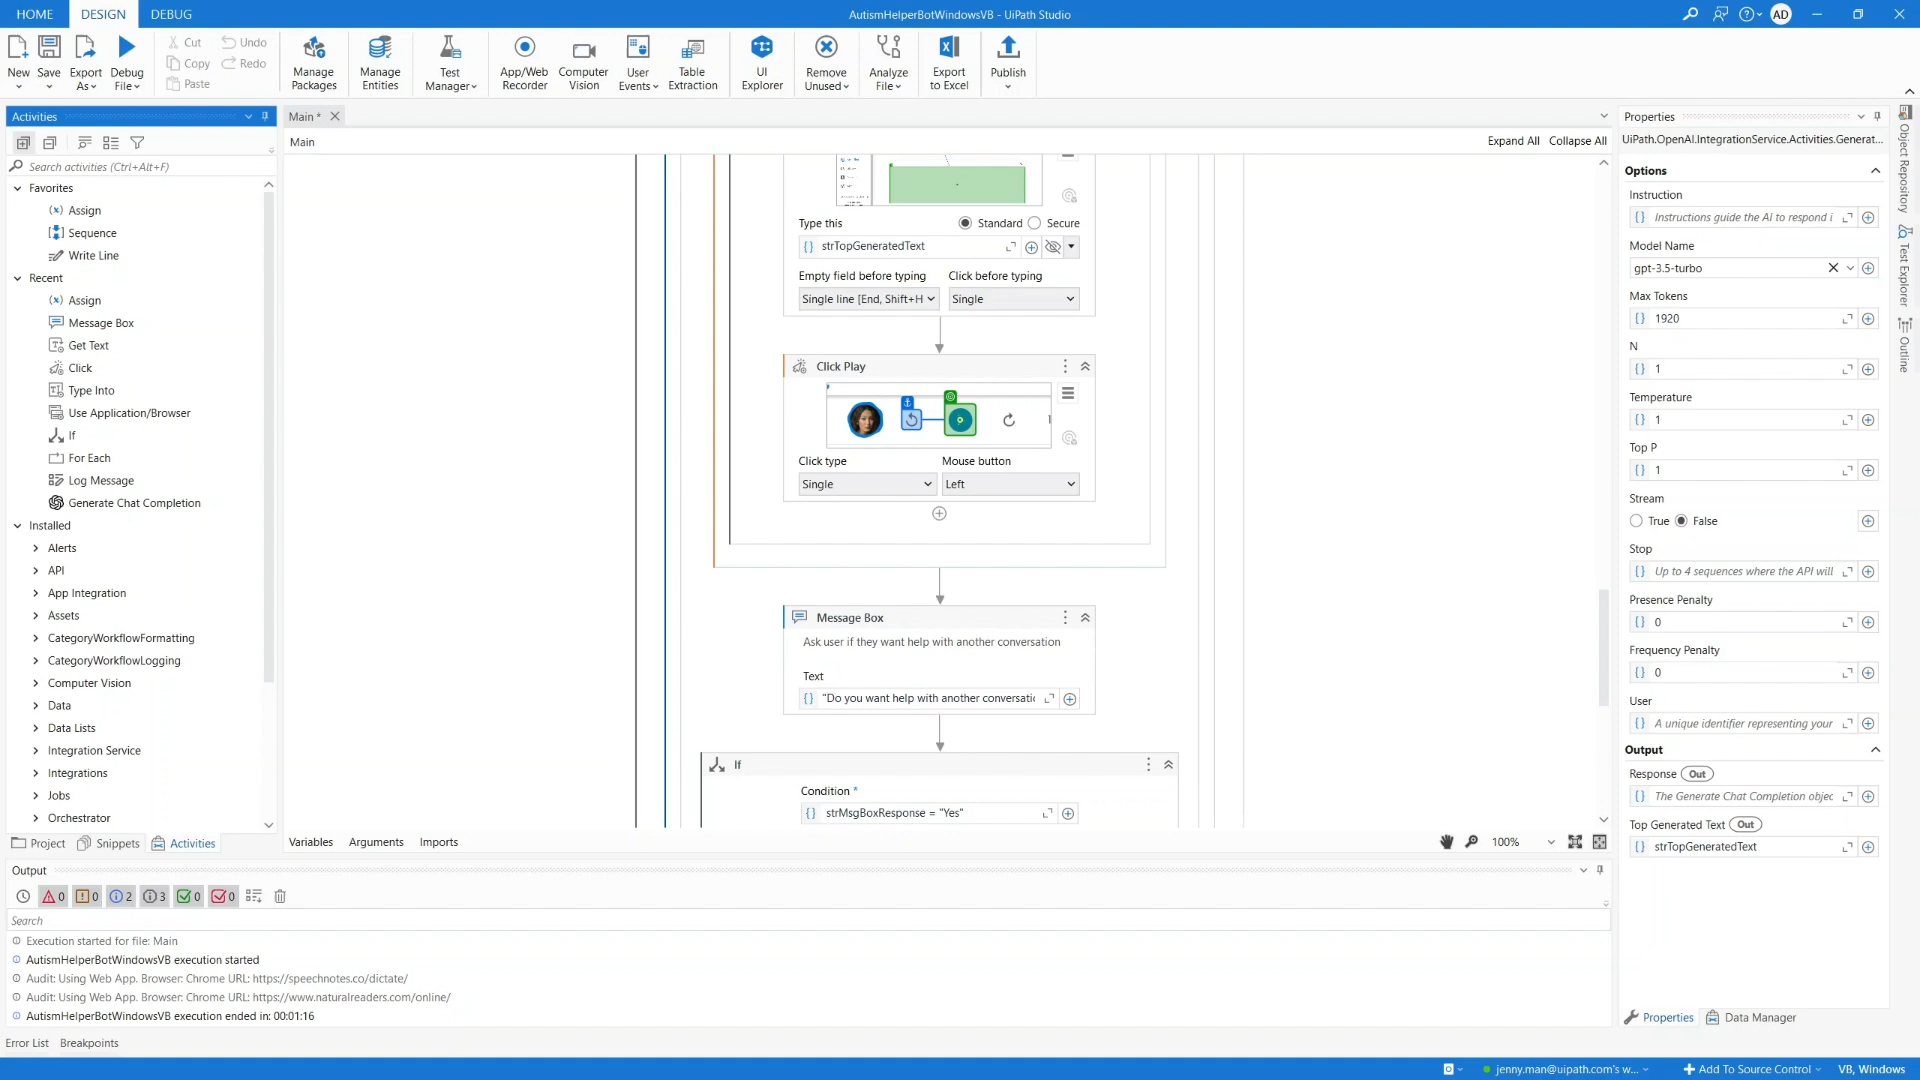 HOME
DESIGN
DEBUG
AutismHelperBotWindowsVB - UiPath Studio
AD
New
Save
Export As
Debug File
Cut
Copy
Paste
Undo
Redo
Manage Packages
Manage Entities
Test Manager
App/Web Recorder
Computer Vision
User Events
Table Extraction
UI Explorer
Remove Unused
Analyze File
Export to Excel
Publish
Activities
Search activities (Ctrl+Alt+F)
Favorites
Assign
Sequence
Write Line
Recent
Assign
Message Box
Get Text
Click
Type Into
Use Application/Browser
If
For Each
Log Message
Generate Chat Completion
Installed
Alerts
API
App Integration
Assets
CategoryWorkflowFormatting
CategoryWorkflowLogging
Computer Vision
Data
Data Lists
Integration Service
Integrations
Jobs
Orchestrator
Project
Snippets
Activities
Main *
Main
Expand All
Collapse All
Type this
Standard
Secure
strTopGeneratedText
Empty field before typing
Click before typing
Single line [End, Shift+H
Single
Click Play
Click type
Mouse button
Single
Left
Message Box
Ask user if they want help with another conversation
Text
"Do you want help with another conversatic
If
Condition *
strMsgBoxResponse = "Yes"
Variables
Arguments
Imports
100%
Properties
UiPath.OpenAI.IntegrationService.Activities.Generat...
Options
Instruction
Instructions guide the AI to respond i
Model Name
gpt-3.5-turbo
Max Tokens
1920
N
1
Temperature
1
Top P
1
Stream
True
False
Stop
Up to 4 sequences where the API will
Presence Penalty
0
Frequency Penalty
0
User
A unique identifier representing your
Output
Response
Out
The Generate Chat Completion objec
Top Generated Text
Out
strTopGeneratedText
Properties
Data Manager
Object Repository
Test Explorer
Outline
Output
0
0
2
3
0
0
Search
Execution started for file: Main
AutismHelperBotWindowsVB execution started
Audit: Using Web App. Browser: Chrome URL: https://speechnotes.co/dictate/
Audit: Using Web App. Browser: Chrome URL: https://www.naturalreaders.com/online/
AutismHelperBotWindowsVB execution ended in: 00:01:16
Error List
Breakpoints
jenny.man@uipath.com's w...
Add To Source Control
VB, Windows